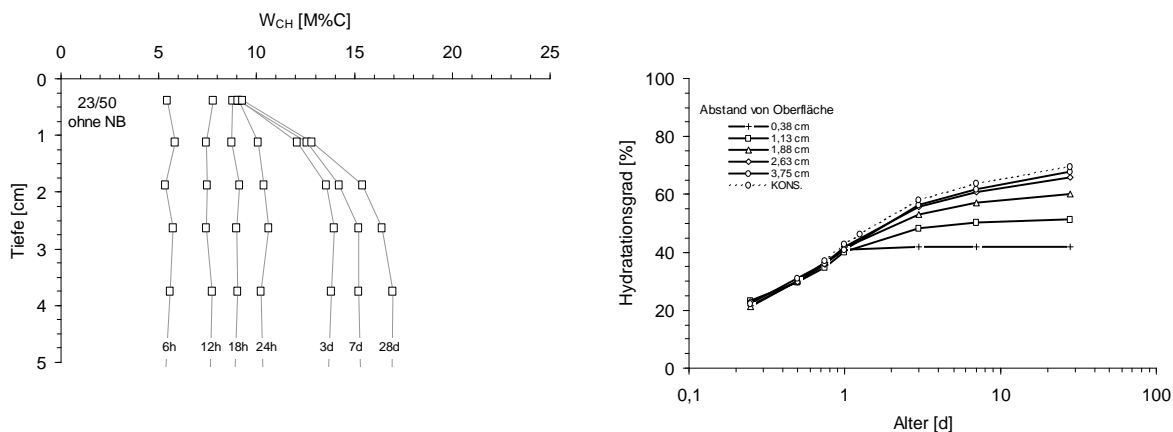 W_CH [M%C]
0 5 10 15 20 25
0
1
2
3
4
5
Tiefe [cm]
23/50
ohne NB
6h 12h 18h 24h 3d 7d 28d
100
80
60
40
20
0
Hydratationsgrad [%]
Abstand von Oberfläche
0,38 cm
1,13 cm
1,88 cm
2,63 cm
3,75 cm
KONS.
0,1 1 10 100
Alter [d]